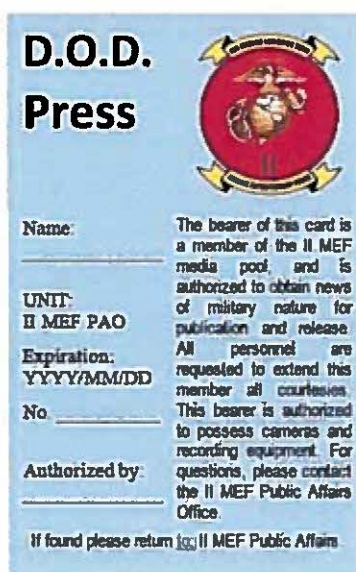 D.O.D.
Press
II
Name:
UNIT:
II MEF PAO
Expiration:
YYYY/MM/DD
No
Authorized by:
The bearer of this card is
a member of the II MEF
media pool, and is
authorized to obtain news
of military nature for
publication and release.
All personnel are
requested to extend this
member all courtesies.
This bearer is authorized
to possess cameras and
recording equipment. For
questions, please contact
the II MEF Public Affairs
Office.
If found please return to: II MEF Public Affairs